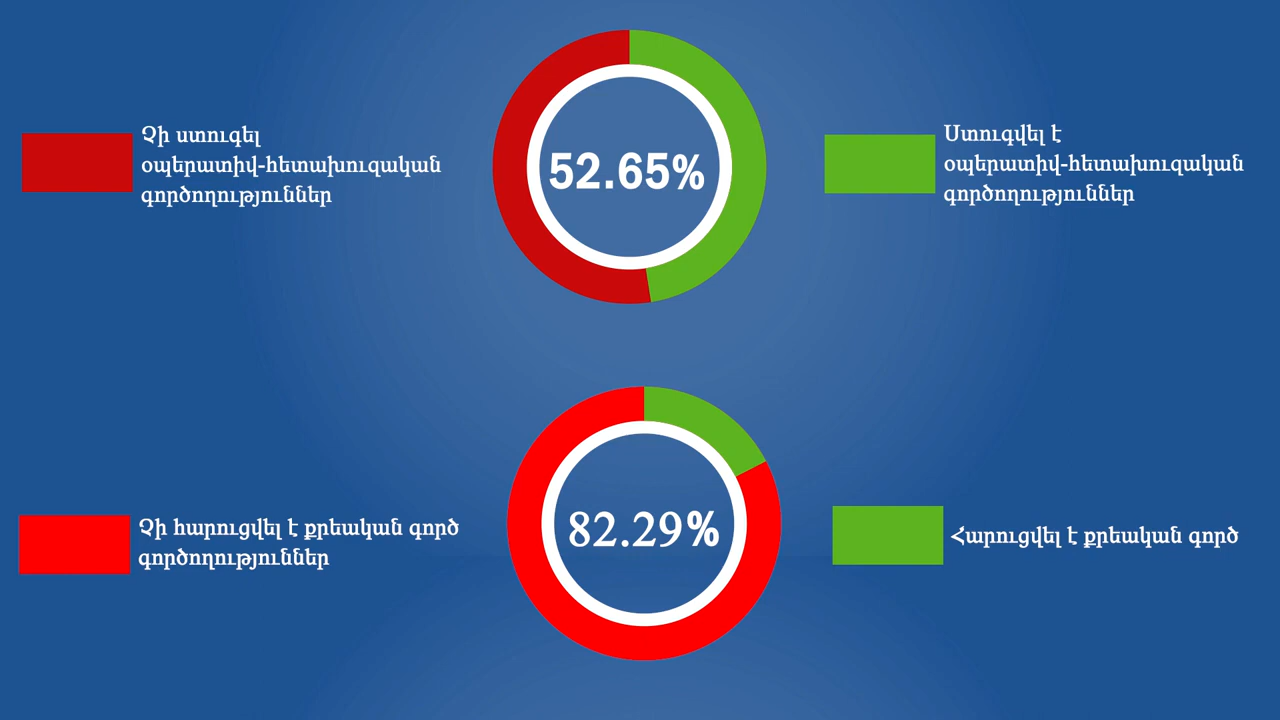 Չի ստուգել
օպերատիվ-հետախուզական
գործողություններ
52.65%
Ստուգվել է
օպերատիվ-հետախուզական
գործողություններ
Չի հարուցվել է քրեական գործ
գործողություններ
82.29%
Հարուցվել է քրեական գործ